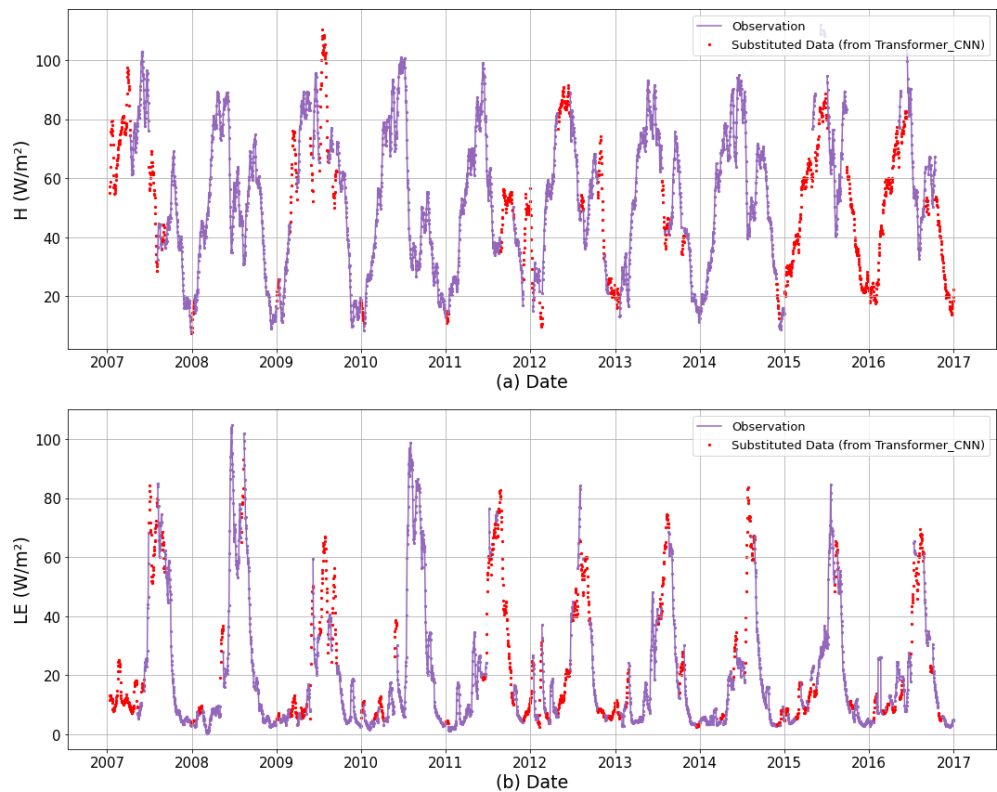 Observation
Substituted Data (from Transformer_CNN)
H (W/m²)
100
80
60
40
20
2007 2008 2009 2010 2011 2012 2013 2014 2015 2016 2017
(a) Date
Observation
Substituted Data (from Transformer_CNN)
LE (W/m²)
100
80
60
40
20
0
2007 2008 2009 2010 2011 2012 2013 2014 2015 2016 2017
(b) Date